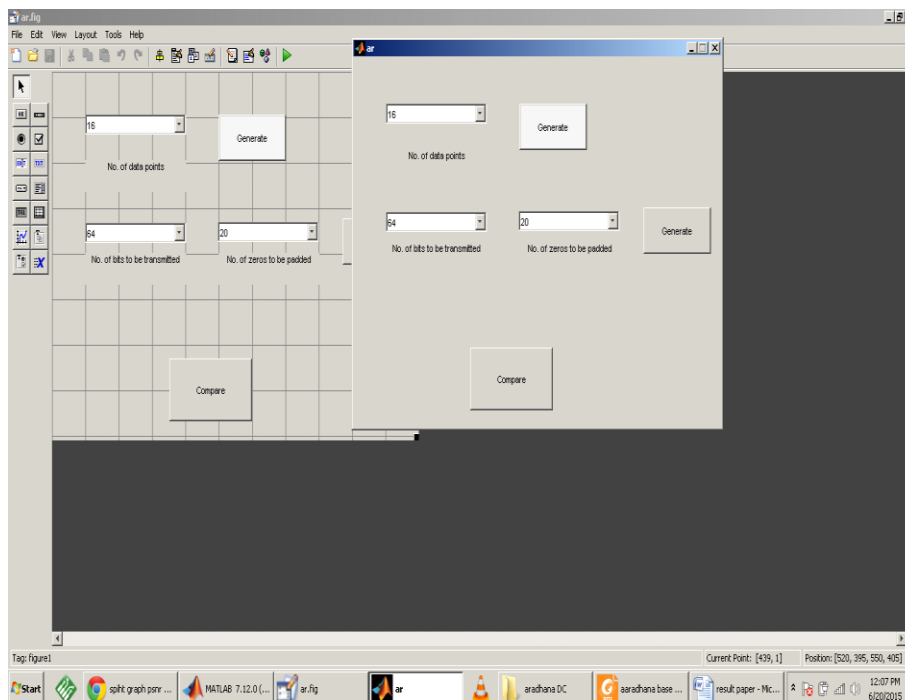 ar.fig
File Edit View Layout Tools Help
16
Generate
No. of data points
64
20
No. of bits to be transmitted
No. of zeros to be padded
Compare
ar
16
Generate
No. of data points
64
20
Generate
No. of bits to be transmitted
No. of zeros to be padded
Compare
Tag: figure1
Current Point: [439, 1]
Position: [520, 395, 550, 405]
Start
spiht graph psnr ...
MATLAB 7.12.0 (...
ar.fig
ar
aradhana DC
aaradhana base ...
result paper - Mic...
12:07 PM
6/20/2015